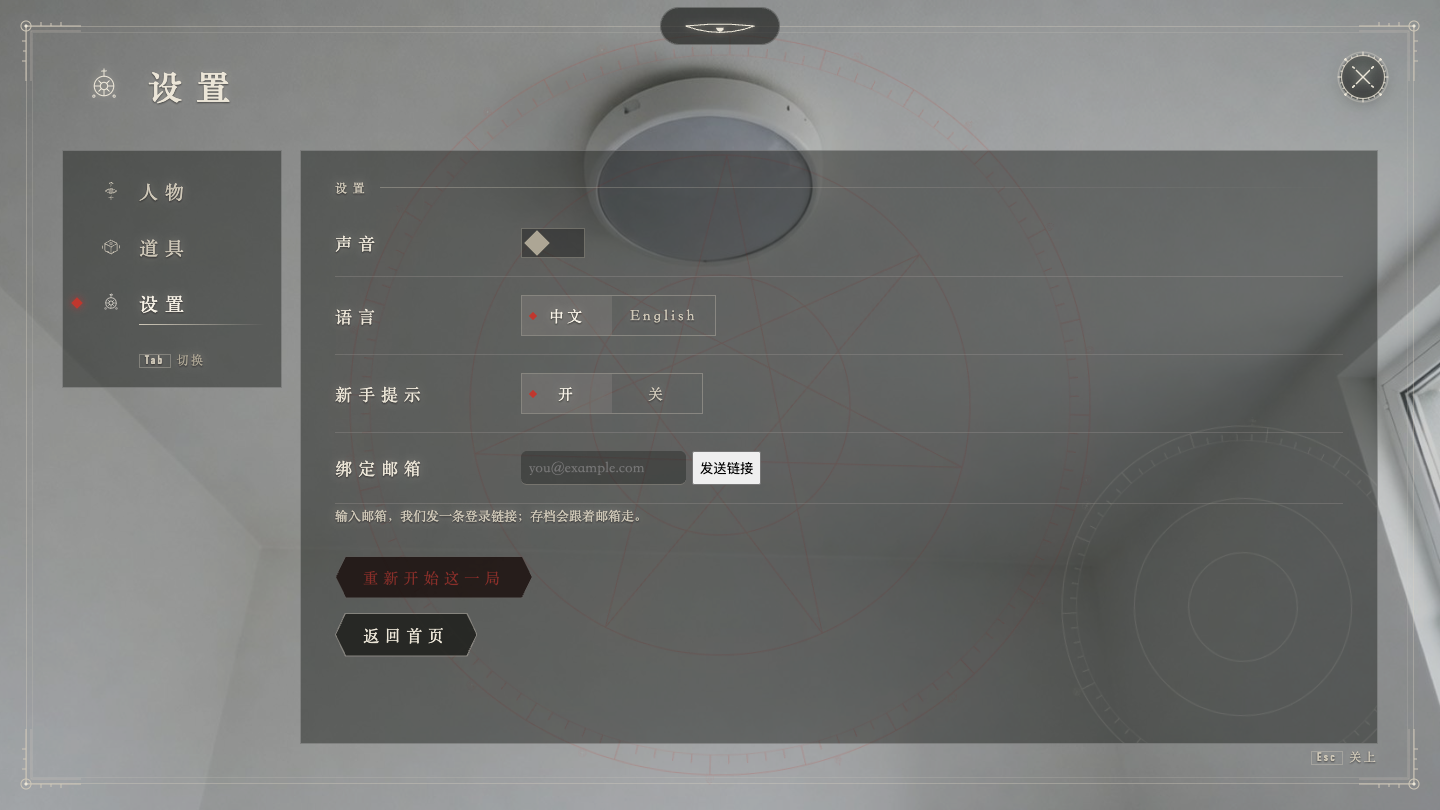 设置
人物
道具
设置
Tab 切换
设置
声音
语言 中文 English
新手提示 开 关
绑定邮箱 you@example.com 发送链接
输入邮箱，我们发一条登录链接；存档会跟着邮箱走。
重新开始这一局
返回首页
Esc 关上